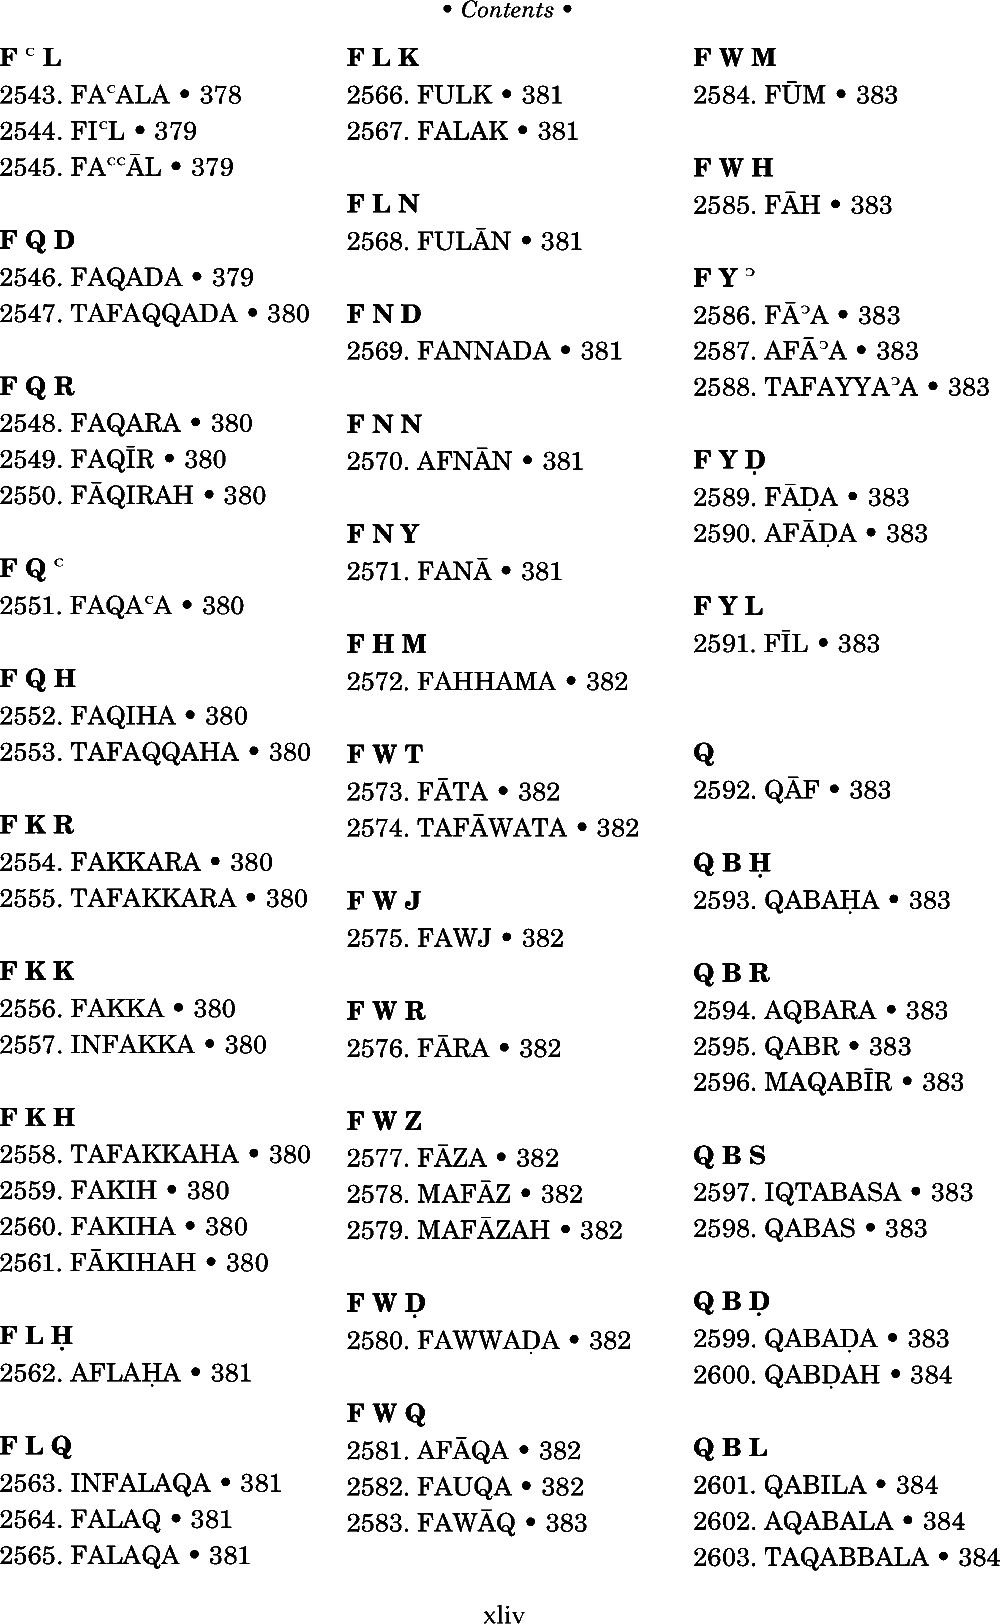 • Contents •
F ᶜ L
2543. FAᶜALA • 378
2544. FIᶜL • 379
2545. FAᶜᶜĀL • 379
F Q D
2546. FAQADA • 379
2547. TAFAQQADA • 380
F Q R
2548. FAQARA • 380
2549. FAQĪR • 380
2550. FĀQIRAH • 380
F Q ᶜ
2551. FAQAᶜA • 380
F Q H
2552. FAQIHA • 380
2553. TAFAQQAHA • 380
F K R
2554. FAKKARA • 380
2555. TAFAKKARA • 380
F K K
2556. FAKKA • 380
2557. INFAKKA • 380
F K H
2558. TAFAKKAHA • 380
2559. FAKIH • 380
2560. FAKIHA • 380
2561. FĀKIHAH • 380
F L Ḥ
2562. AFLAḤA • 381
F L Q
2563. INFALAQA • 381
2564. FALAQ • 381
2565. FALAQA • 381
F L K
2566. FULK • 381
2567. FALAK • 381
F L N
2568. FULĀN • 381
F N D
2569. FANNADA • 381
F N N
2570. AFNĀN • 381
F N Y
2571. FANĀ • 381
F H M
2572. FAHHAMA • 382
F W T
2573. FĀTA • 382
2574. TAFĀWATA • 382
F W J
2575. FAWJ • 382
F W R
2576. FĀRA • 382
F W Z
2577. FĀZA • 382
2578. MAFĀZ • 382
2579. MAFĀZAH • 382
F W Ḍ
2580. FAWWAḌA • 382
F W Q
2581. AFĀQA • 382
2582. FAUQA • 382
2583. FAWĀQ • 383
F W M
2584. FŪM • 383
F W H
2585. FĀH • 383
F Y ᵓ
2586. FĀᵓA • 383
2587. AFĀᵓA • 383
2588. TAFAYYAᵓA • 383
F Y Ḍ
2589. FĀḌA • 383
2590. AFĀḌA • 383
F Y L
2591. FĪL • 383
Q
2592. QĀF • 383
Q B Ḥ
2593. QABAḤA • 383
Q B R
2594. AQBARA • 383
2595. QABR • 383
2596. MAQABĪR • 383
Q B S
2597. IQTABASA • 383
2598. QABAS • 383
Q B Ḍ
2599. QABAḌA • 383
2600. QABḌAH • 384
Q B L
2601. QABILA • 384
2602. AQABALA • 384
2603. TAQABBALA • 384
xliv